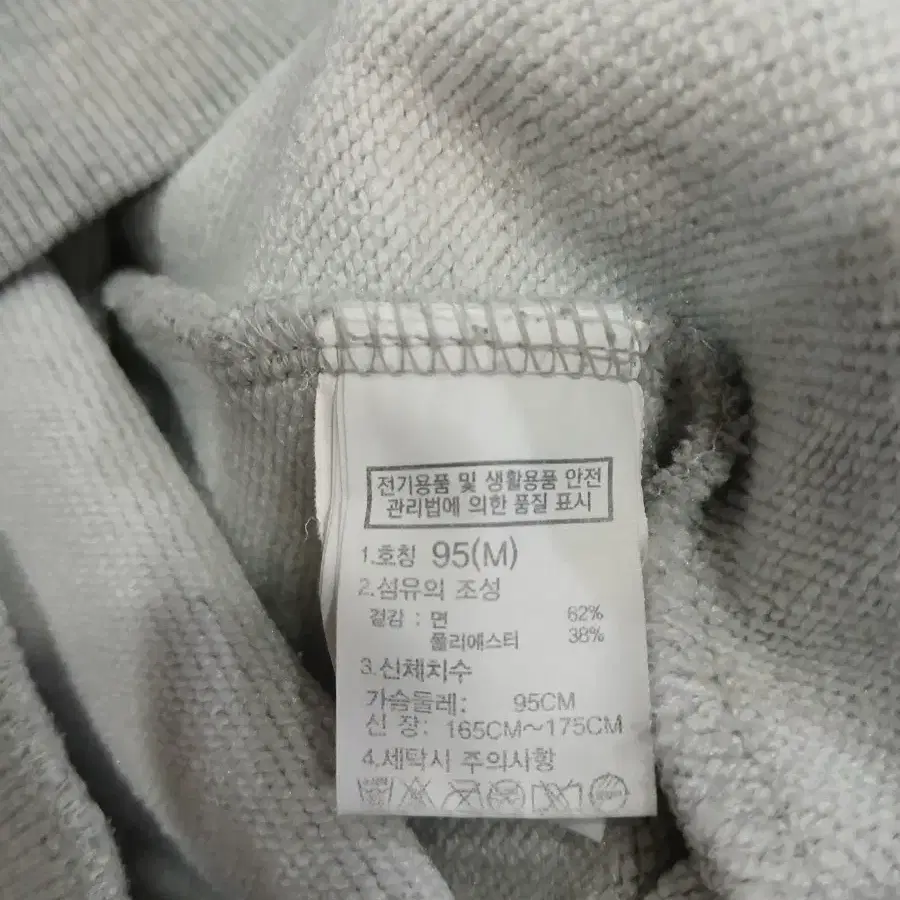 전기용품 및 생활용품 안전
관리법에 의한 품질 표시
1.호칭 95(M)
2.섬유의 조성
겉감 : 면 62%
폴리에스터 38%
3.신체치수
가슴둘레: 95CM
신 장: 165CM~175CM
4.세탁시 주의사항